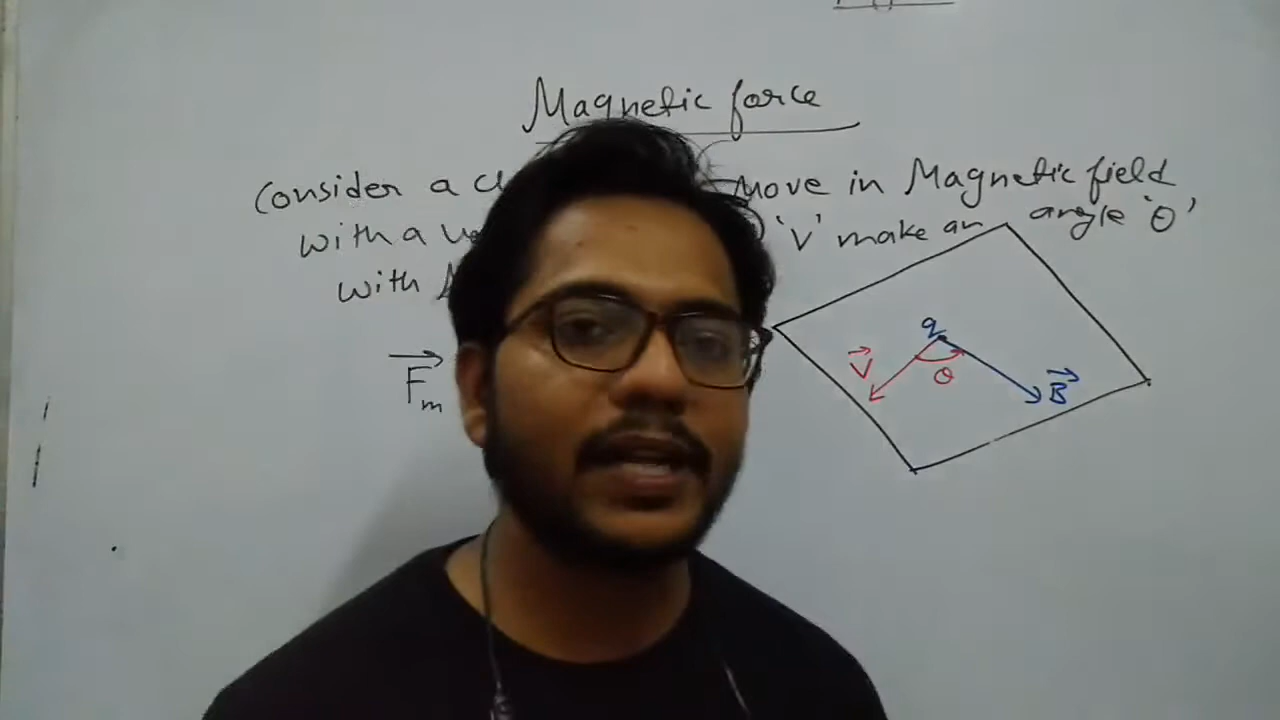 Magnetic force
Consider a move in Magnetic field
with a 'v' make an angle 'θ'
with
q
V⃗
θ
B⃗
F⃗m